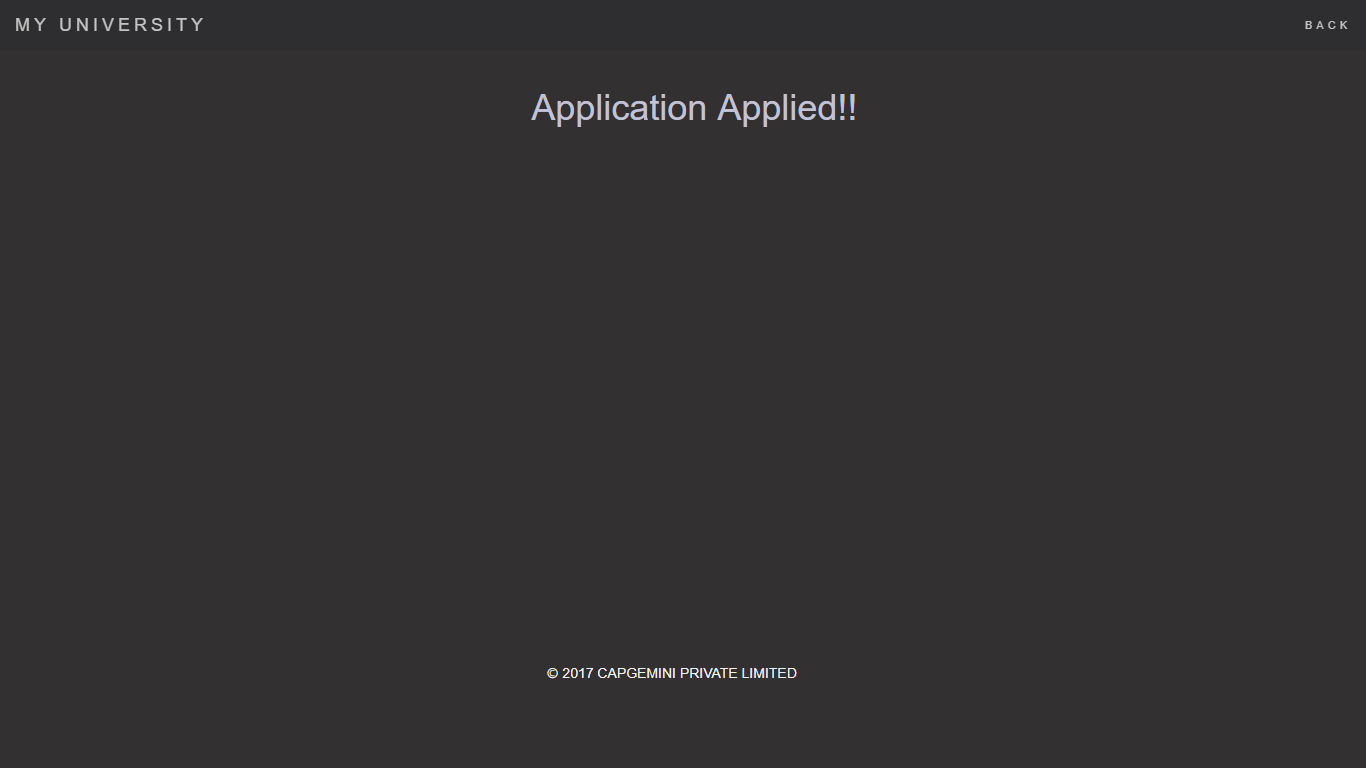 MY UNIVERSITY
BACK
Application Applied!!
© 2017 CAPGEMINI PRIVATE LIMITED